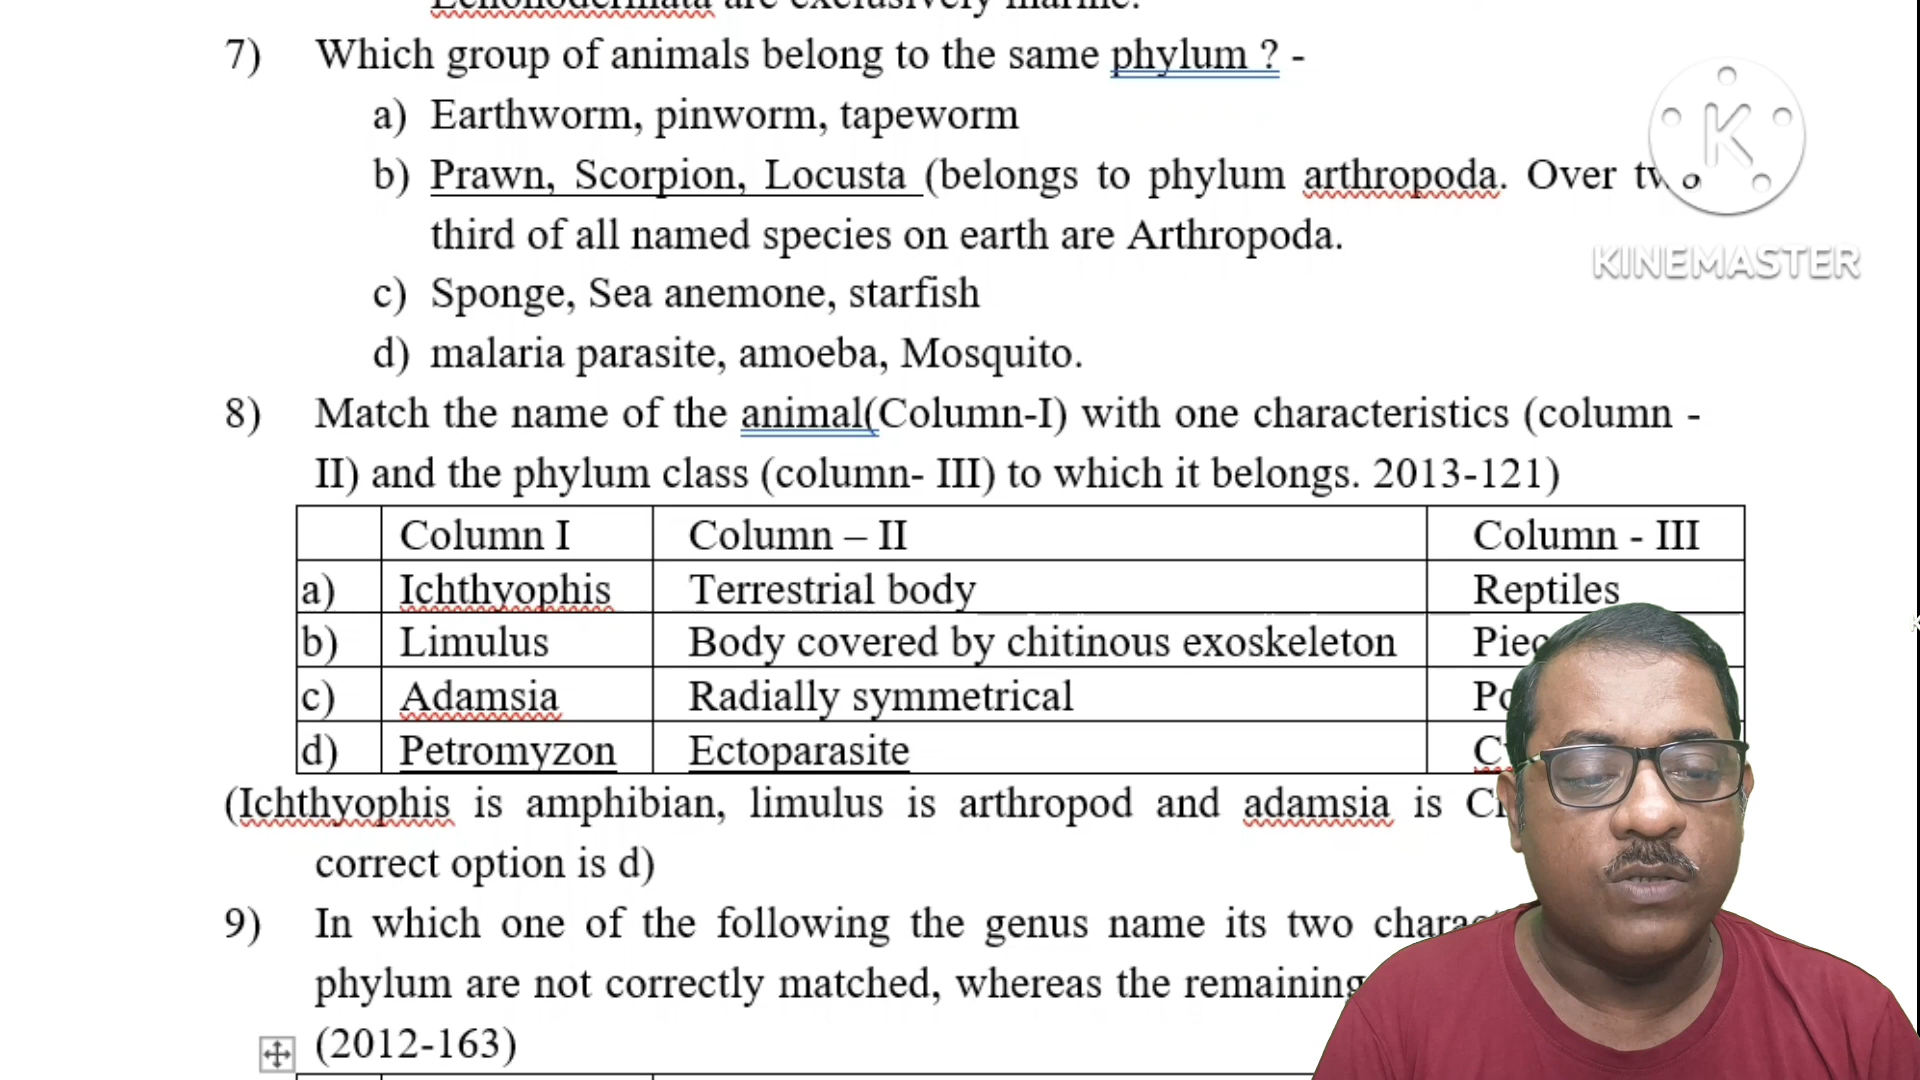 are exclusively marine.
7) Which group of animals belong to the same phylum ? -
a) Earthworm, pinworm, tapeworm
b) Prawn, Scorpion, Locusta (belongs to phylum arthropoda. Over two
third of all named species on earth are Arthropoda.
c) Sponge, Sea anemone, starfish
d) malaria parasite, amoeba, Mosquito.
KINEMASTER
8) Match the name of the animal(Column-I) with one characteristics (column -
II) and the phylum class (column- III) to which it belongs. 2013-121)
Column I Column – II Column - III
a) Ichthyophis Terrestrial body Reptiles
b) Limulus Body covered by chitinous exoskeleton
c) Adamsia Radially symmetrical
d) Petromyzon Ectoparasite
(Ichthyophis is amphibian, limulus is arthropod and adamsia is
correct option is d)
9) In which one of the following the genus name its two
phylum are not correctly matched, whereas the remaining
(2012-163)